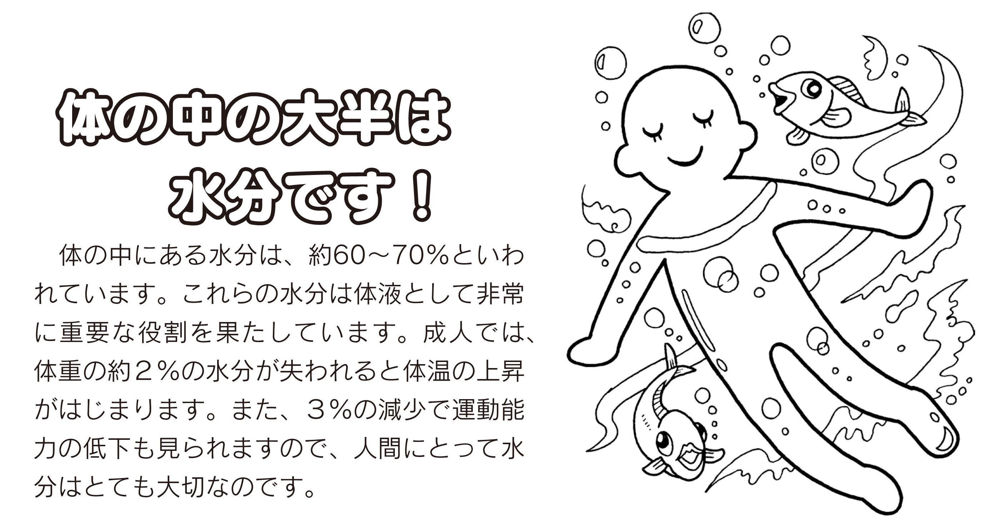 体の中の大半は
水分です！
体の中にある水分は、約60〜70%といわ
れています。これらの水分は体液として非常
に重要な役割を果たしています。成人では、
体重の約２％の水分が失われると体温の上昇
がはじまります。また、３％の減少で運動能
力の低下も見られますので、人間にとって水
分はとても大切なのです。